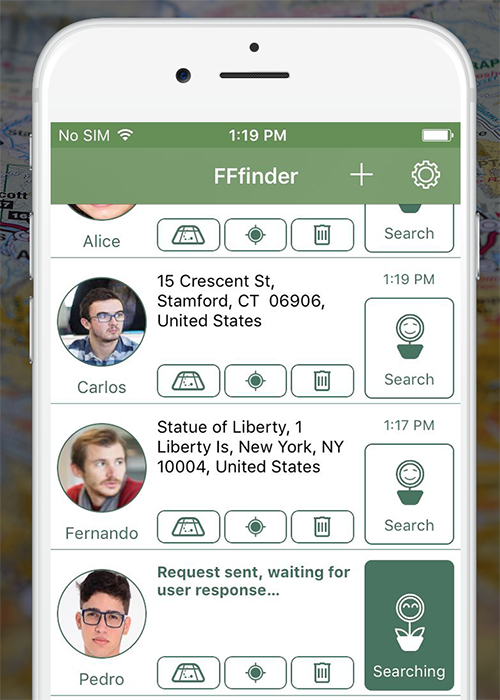 No SIM 1:19 PM
FFfinder
Alice
Search
15 Crescent St,
Stamford, CT 06906,
United States
1:19 PM
Carlos
Search
Statue of Liberty, 1
Liberty Is, New York, NY
10004, United States
1:17 PM
Fernando
Search
Request sent, waiting for
user response...
Pedro
Searching